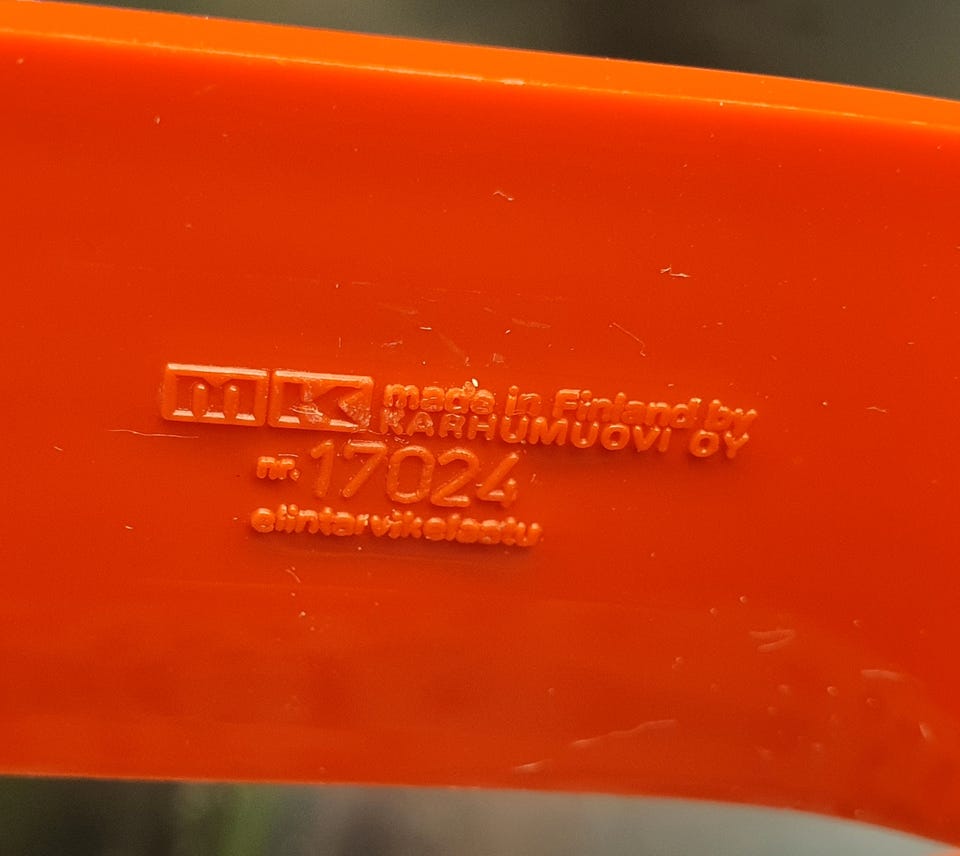 mK made in Finland by
KARHUMUOVI OY
nr. 17024
elintarvikelaatu